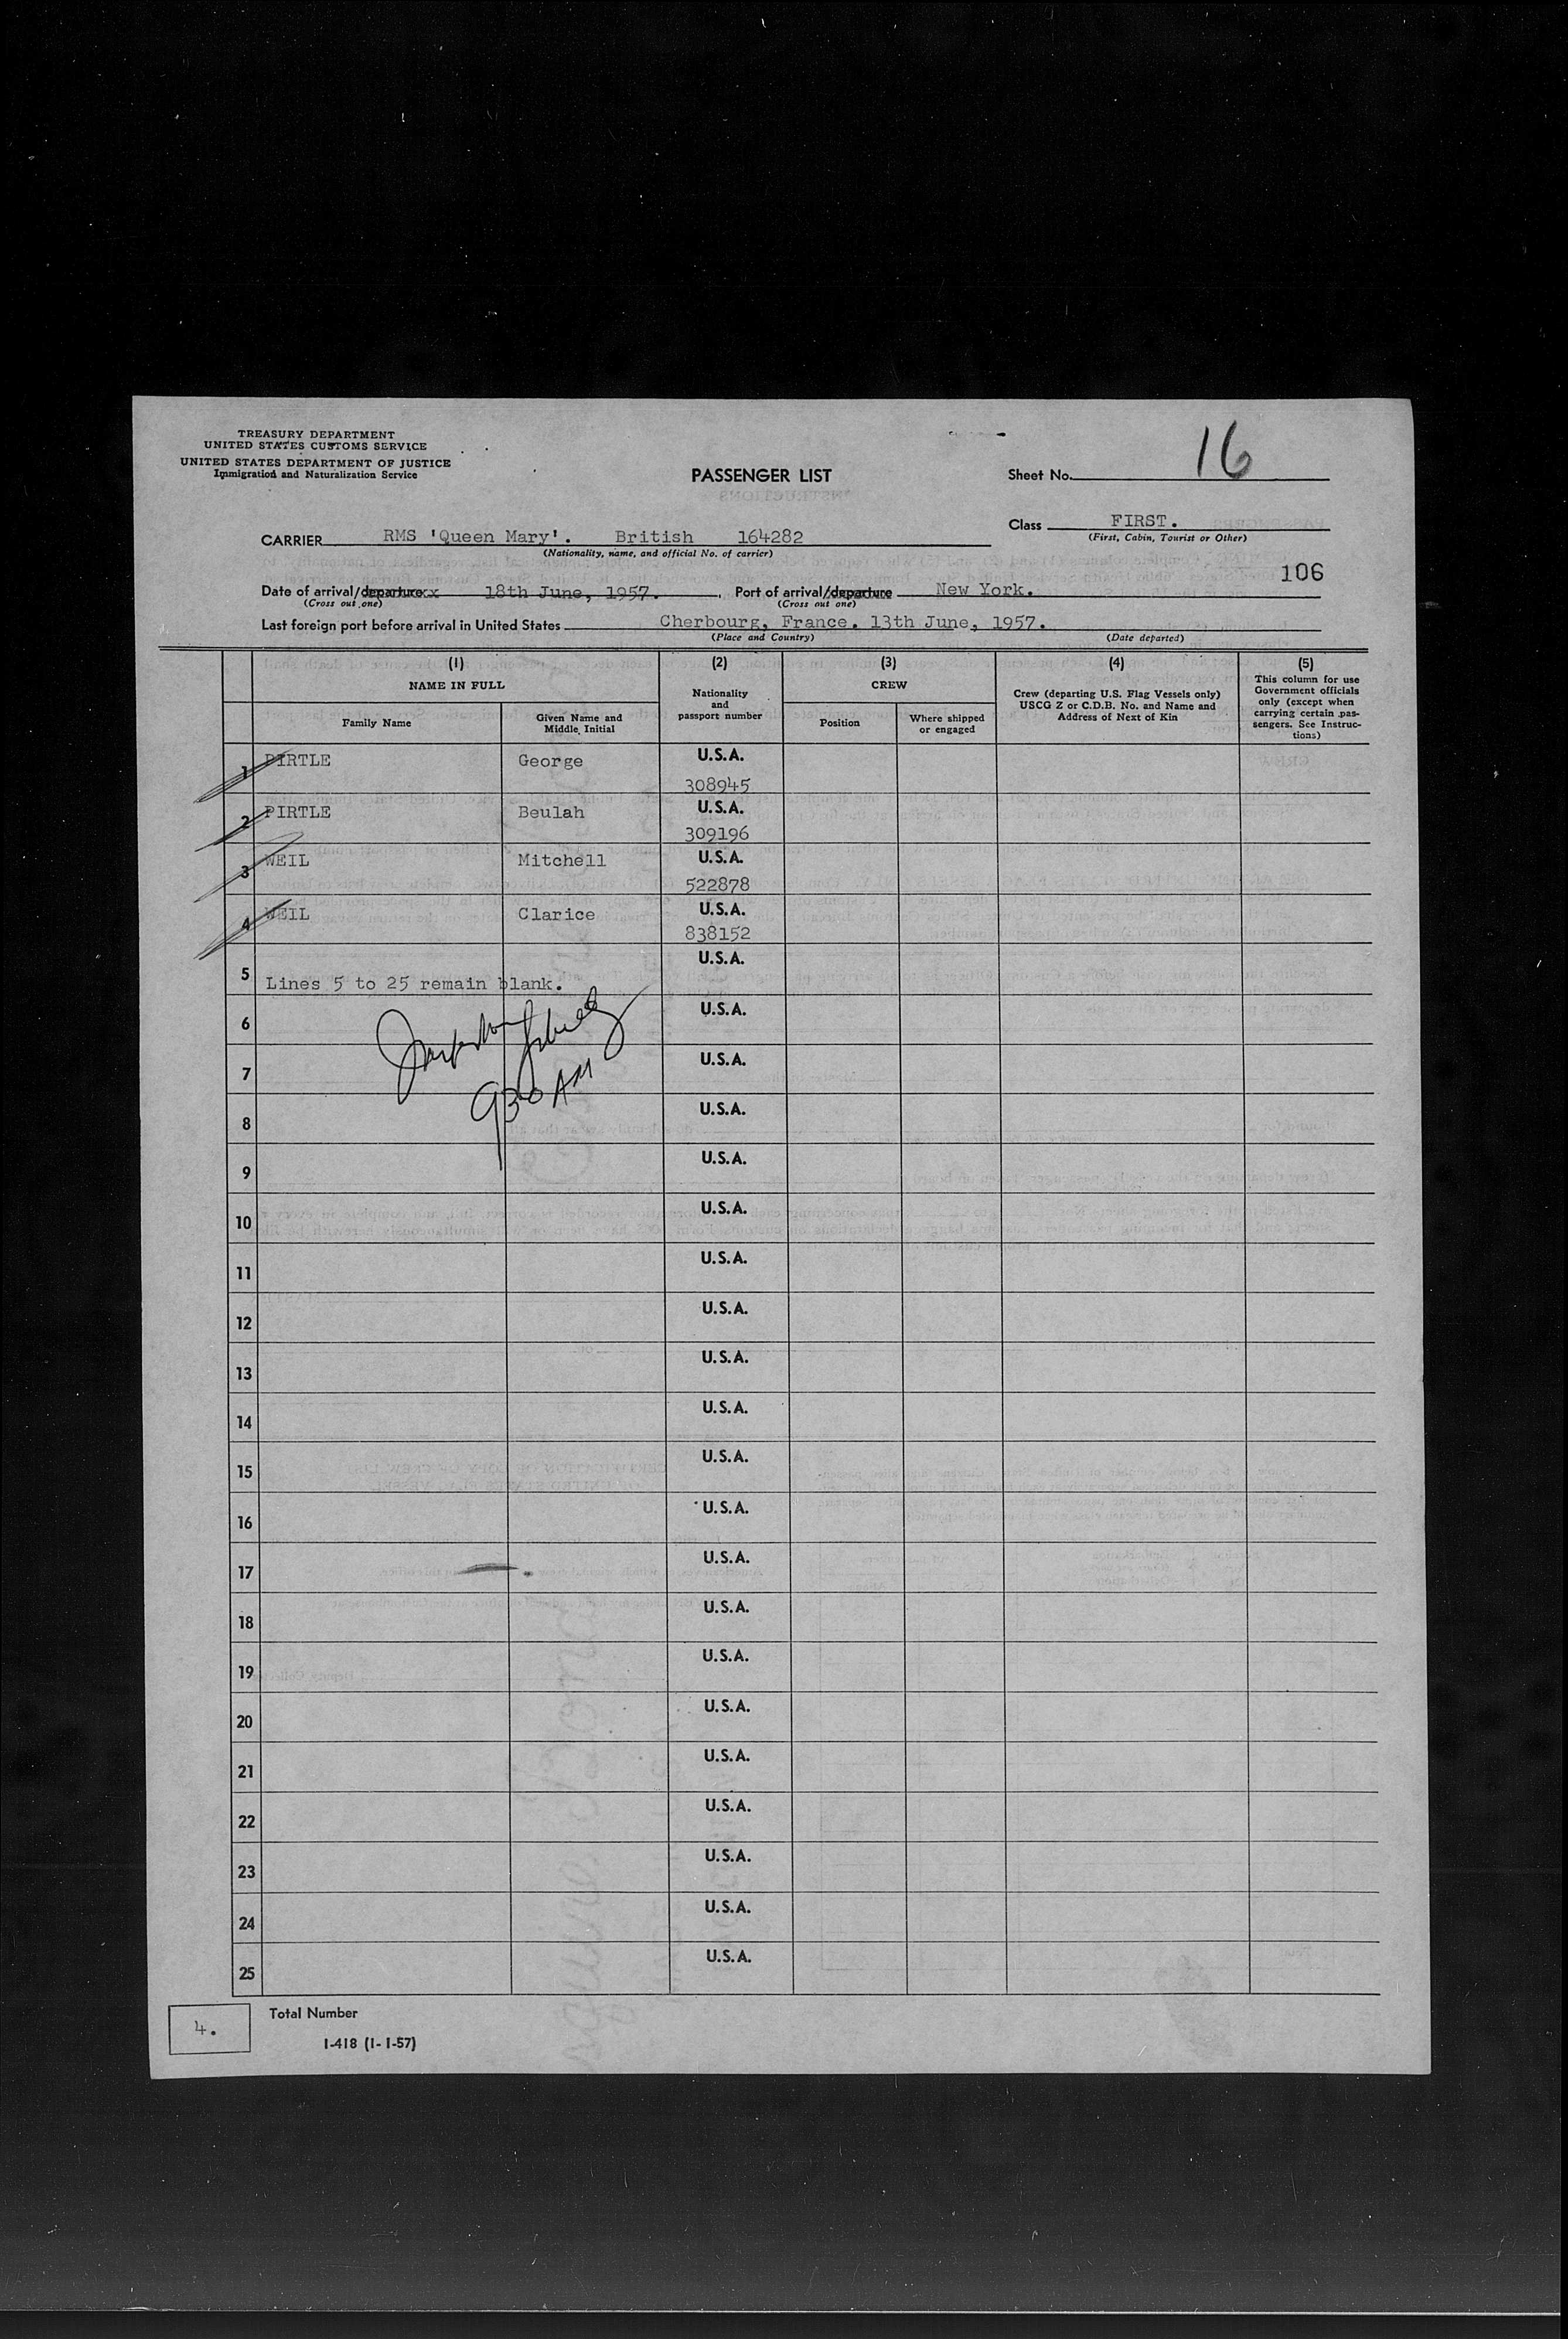 TREASURY DEPARTMENT
UNITED STATES CUSTOMS SERVICE
UNITED STATES DEPARTMENT OF JUSTICE
Immigration and Naturalization Service
PASSENGER LIST
Sheet No. 16
CARRIER RMS 'Queen Mary'. British 164282
(Nationality, name, and official No. of carrier)
Class FIRST.
(First, Cabin, Tourist or Other)
106
Date of arrival/departure xx 18th June, 1957. Port of arrival/departure New York.
(Cross out one) (Cross out one)
Last foreign port before arrival in United States Cherbourg, France. 13th June, 1957.
(Place and Country) (Date departed)
(1) (2) (3) (4) (5)
NAME IN FULL
Family Name
Given Name and Middle Initial
Nationality and passport number
CREW
Position
Where shipped or engaged
Crew (departing U.S. Flag Vessels only)
USCG Z or C.D.B. No. and Name and
Address of Next of Kin
This column for use
Government officials
only (except when
carrying certain pas-
sengers. See Instruc-
tions)
1 PIRTLE George U.S.A.
308945
2 PIRTLE Beulah U.S.A.
309196
3 WEIL Mitchell U.S.A.
522878
4 WEIL Clarice U.S.A.
838152
5 U.S.A.
Lines 5 to 25 remain blank.
6 U.S.A.
7 U.S.A.
930 AM
8 U.S.A.
9 U.S.A.
10 U.S.A.
11 U.S.A.
12 U.S.A.
13 U.S.A.
14 U.S.A.
15 U.S.A.
16 U.S.A.
17 U.S.A.
18 U.S.A.
19 U.S.A.
20 U.S.A.
21 U.S.A.
22 U.S.A.
23 U.S.A.
24 U.S.A.
25 U.S.A.
4. Total Number
I-418 (1-1-57)